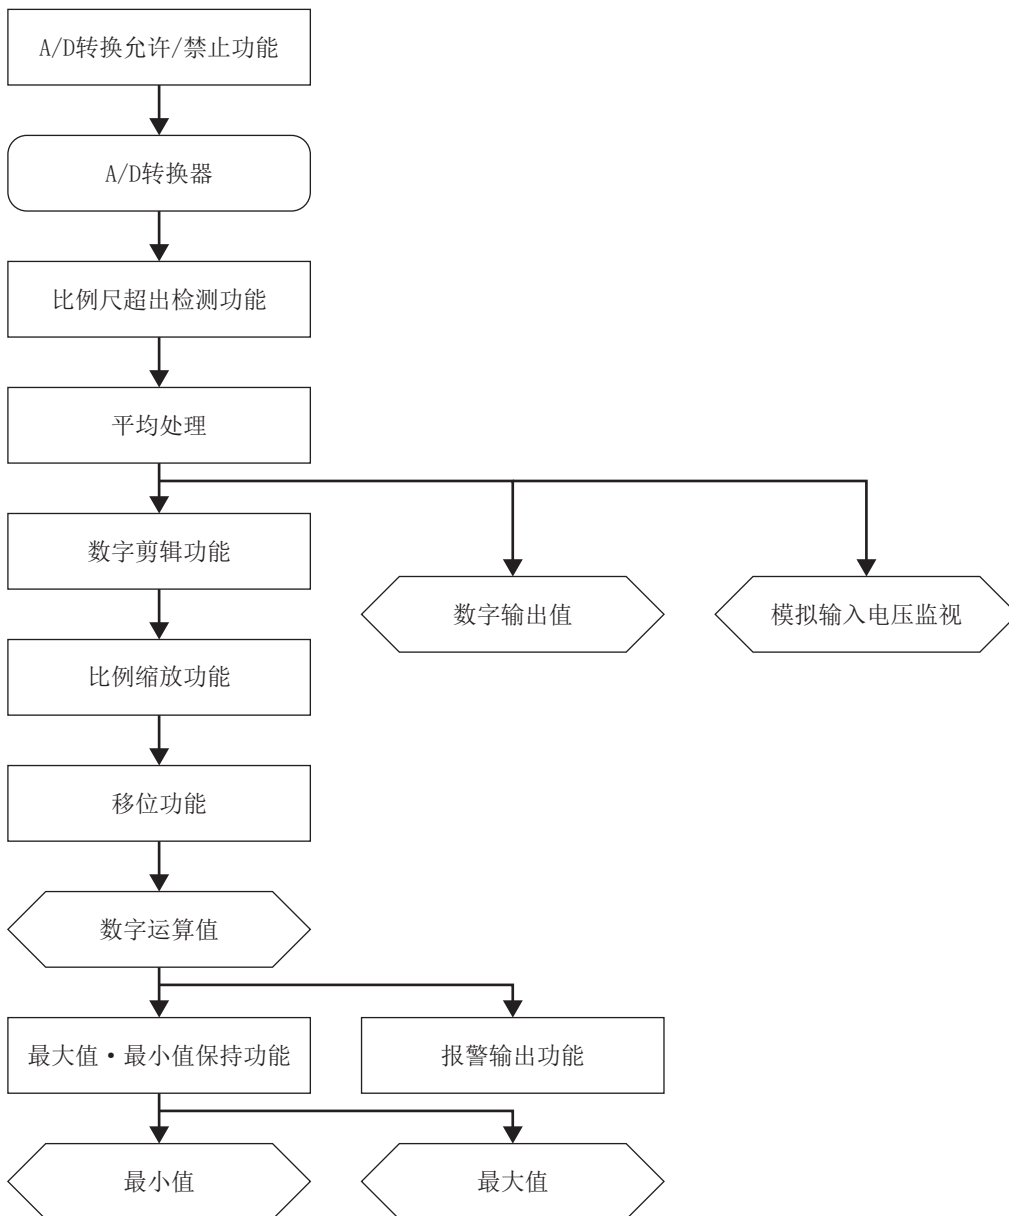 A/D转换允许/禁止功能
A/D转换器
比例尺超出检测功能
平均处理
数字剪辑功能
数字输出值
模拟输入电压监视
比例缩放功能
移位功能
数字运算值
最大值·最小值保持功能
报警输出功能
最小值
最大值